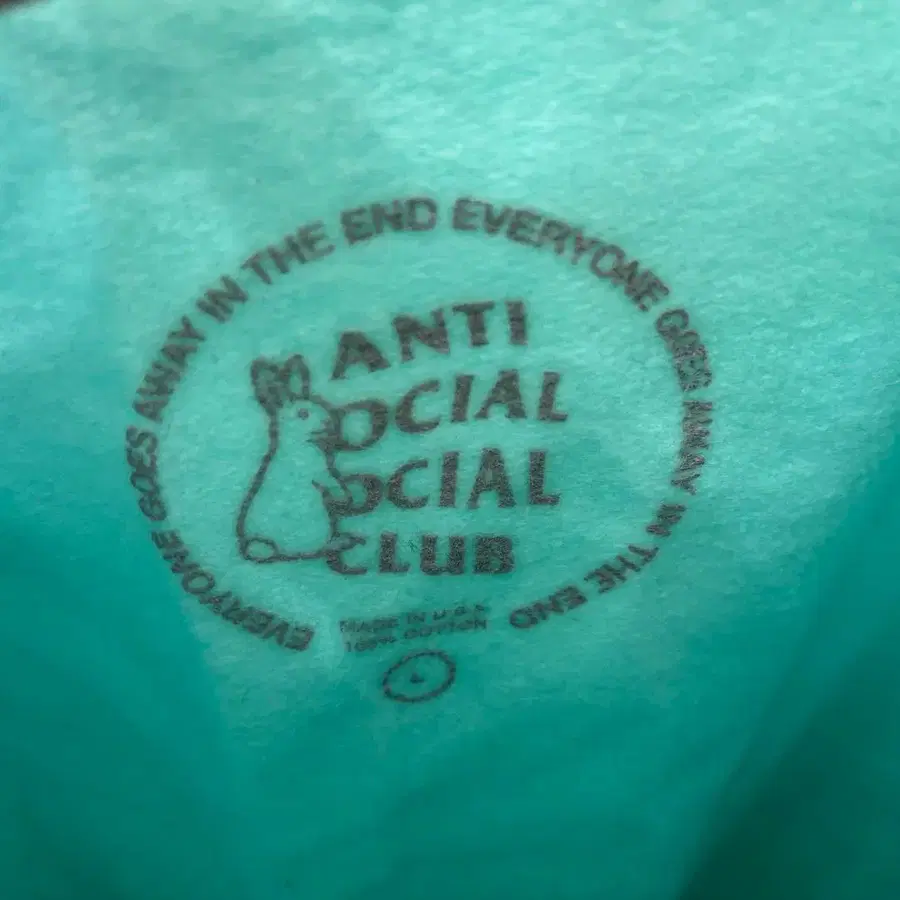 EVERYONE GOES AWAY IN THE END EVERYONE GOES AWAY IN THE END
ANTI
OCIAL
OCIAL
CLUB
MADE IN U.S.A
100% COTTON